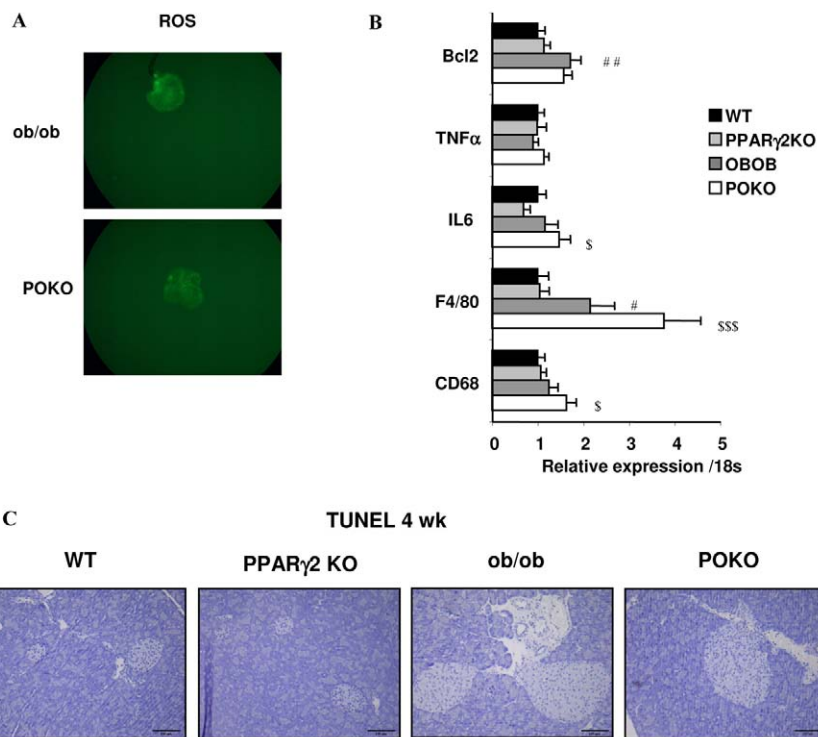 A
ROS
ob/ob
POKO
B
Bcl2
# #
TNFα
IL6
$
F4/80
#
$$$
CD68
$
0 1 2 3 4 5
Relative expression /18s
WT
PPARγ2KO
OBOB
POKO
C
TUNEL 4 wk
WT PPARγ2 KO ob/ob POKO